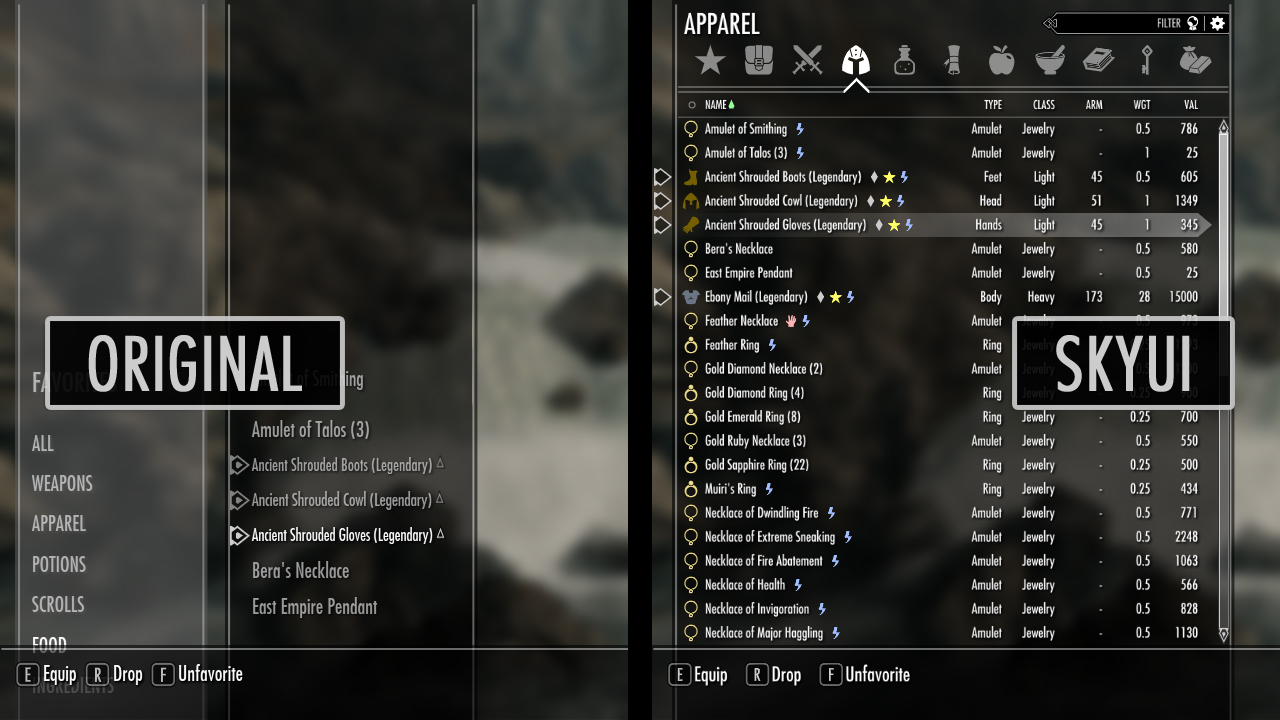 ORIGINAL
of Smithing
ALL
WEAPONS
APPAREL
POTIONS
SCROLLS
FOOD
INGREDIENTS
Amulet of Talos (3)
Ancient Shrouded Boots (Legendary)
Ancient Shrouded Cowl (Legendary)
Ancient Shrouded Gloves (Legendary)
Bera's Necklace
East Empire Pendant
E Equip R Drop F Unfavorite
APPAREL
FILTER
NAME TYPE CLASS ARM WGT VAL
Amulet of Smithing Amulet Jewelry - 0.5 786
Amulet of Talos (3) Amulet Jewelry - 1 25
Ancient Shrouded Boots (Legendary) Feet Light 45 0.5 605
Ancient Shrouded Cowl (Legendary) Head Light 51 1 1349
Ancient Shrouded Gloves (Legendary) Hands Light 45 1 345
Bera's Necklace Amulet Jewelry - 0.5 580
East Empire Pendant Amulet Jewelry - 0.5 25
Ebony Mail (Legendary) Body Heavy 173 28 15000
Feather Necklace Amulet
Feather Ring Ring
Gold Diamond Necklace (2) Amulet
Gold Diamond Ring (4) Ring
Gold Emerald Ring (8) Ring Jewelry - 0.25 700
Gold Ruby Necklace (3) Amulet Jewelry - 0.5 550
Gold Sapphire Ring (22) Ring Jewelry - 0.25 500
Muiri's Ring Ring Jewelry - 0.25 434
Necklace of Dwindling Fire Amulet Jewelry - 0.5 771
Necklace of Extreme Sneaking Amulet Jewelry - 0.5 2248
Necklace of Fire Abatement Amulet Jewelry - 0.5 1063
Necklace of Health Amulet Jewelry - 0.5 566
Necklace of Invigoration Amulet Jewelry - 0.5 828
Necklace of Major Haggling Amulet Jewelry - 0.5 1130
SKYUI
E Equip R Drop F Unfavorite